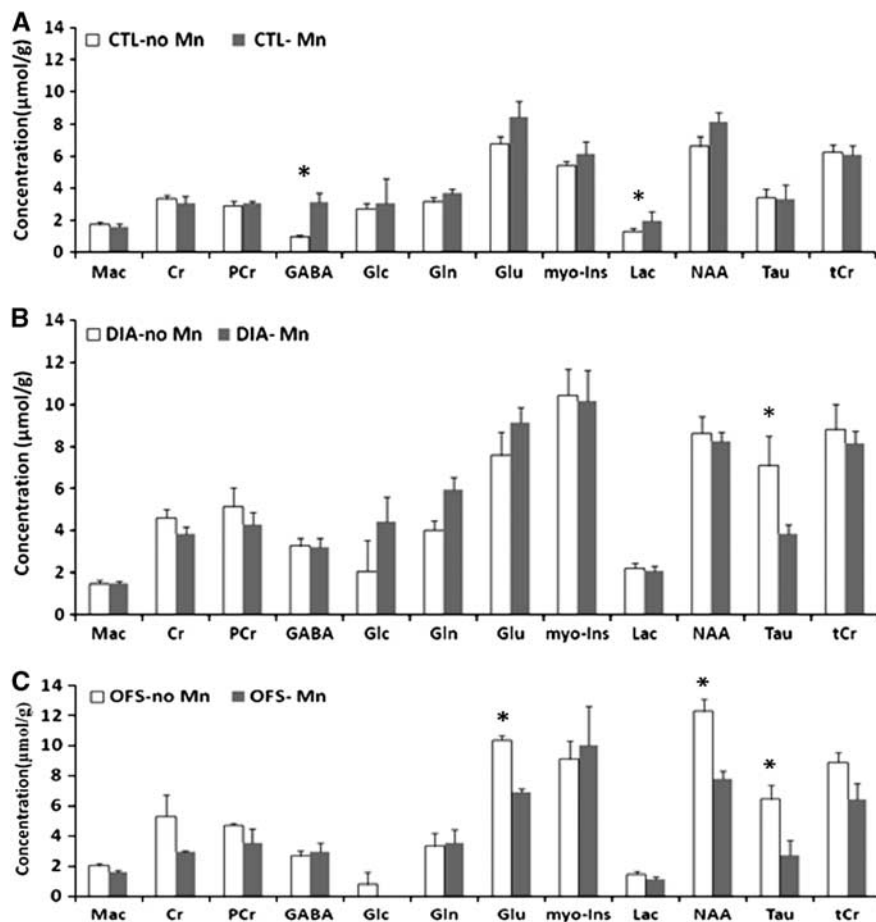 A
CTL-no Mn CTL- Mn
Concentration(µmol/g)
14
12
10
8
6
4
2
0
*
*
Mac Cr PCr GABA Glc Gln Glu myo-Ins Lac NAA Tau tCr
B
DIA-no Mn DIA- Mn
Concentration (µmol/g)
14
12
10
8
6
4
2
0
*
Mac Cr PCr GABA Glc Gln Glu myo-Ins Lac NAA Tau tCr
C
OFS-no Mn OFS- Mn
Concentration(µmol/g)
14
12
10
8
6
4
2
0
*
*
*
Mac Cr PCr GABA Glc Gln Glu myo-Ins Lac NAA Tau tCr